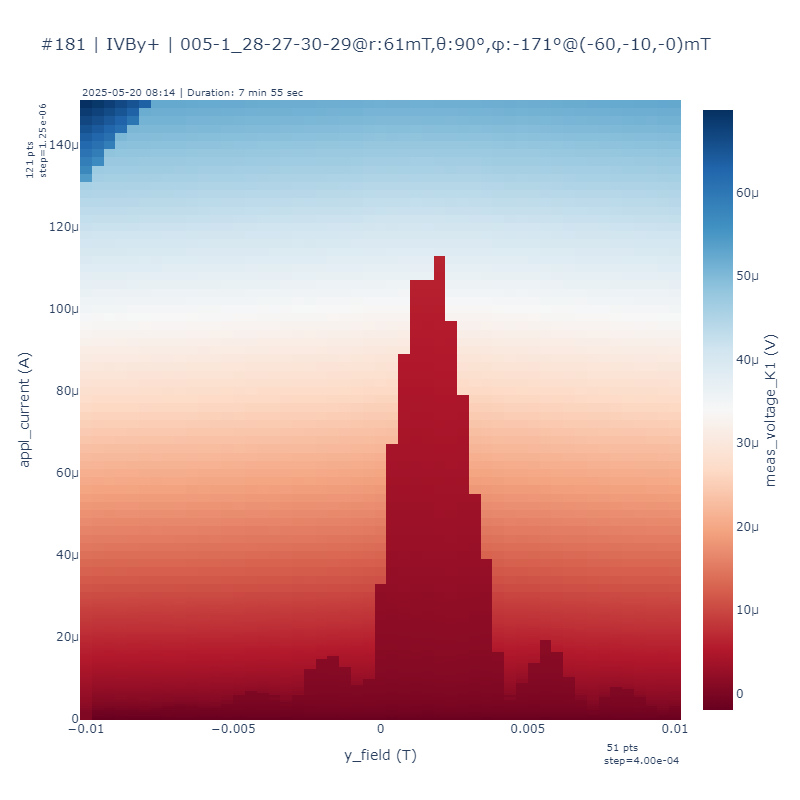 #181 | IVBy+ | 005-1_28-27-30-29@r:61mT,θ:90°,φ:-171°@(-60,-10,-0)mT
2025-05-20 08:14 | Duration: 7 min 55 sec
121 pts
step=1.25e-06
140μ
120μ
100μ
80μ
60μ
40μ
20μ
0
appl_current (A)
−0.01
−0.005
0
0.005
0.01
y_field (T)
51 pts
step=4.00e-04
60μ
50μ
40μ
30μ
20μ
10μ
0
meas_voltage_K1 (V)